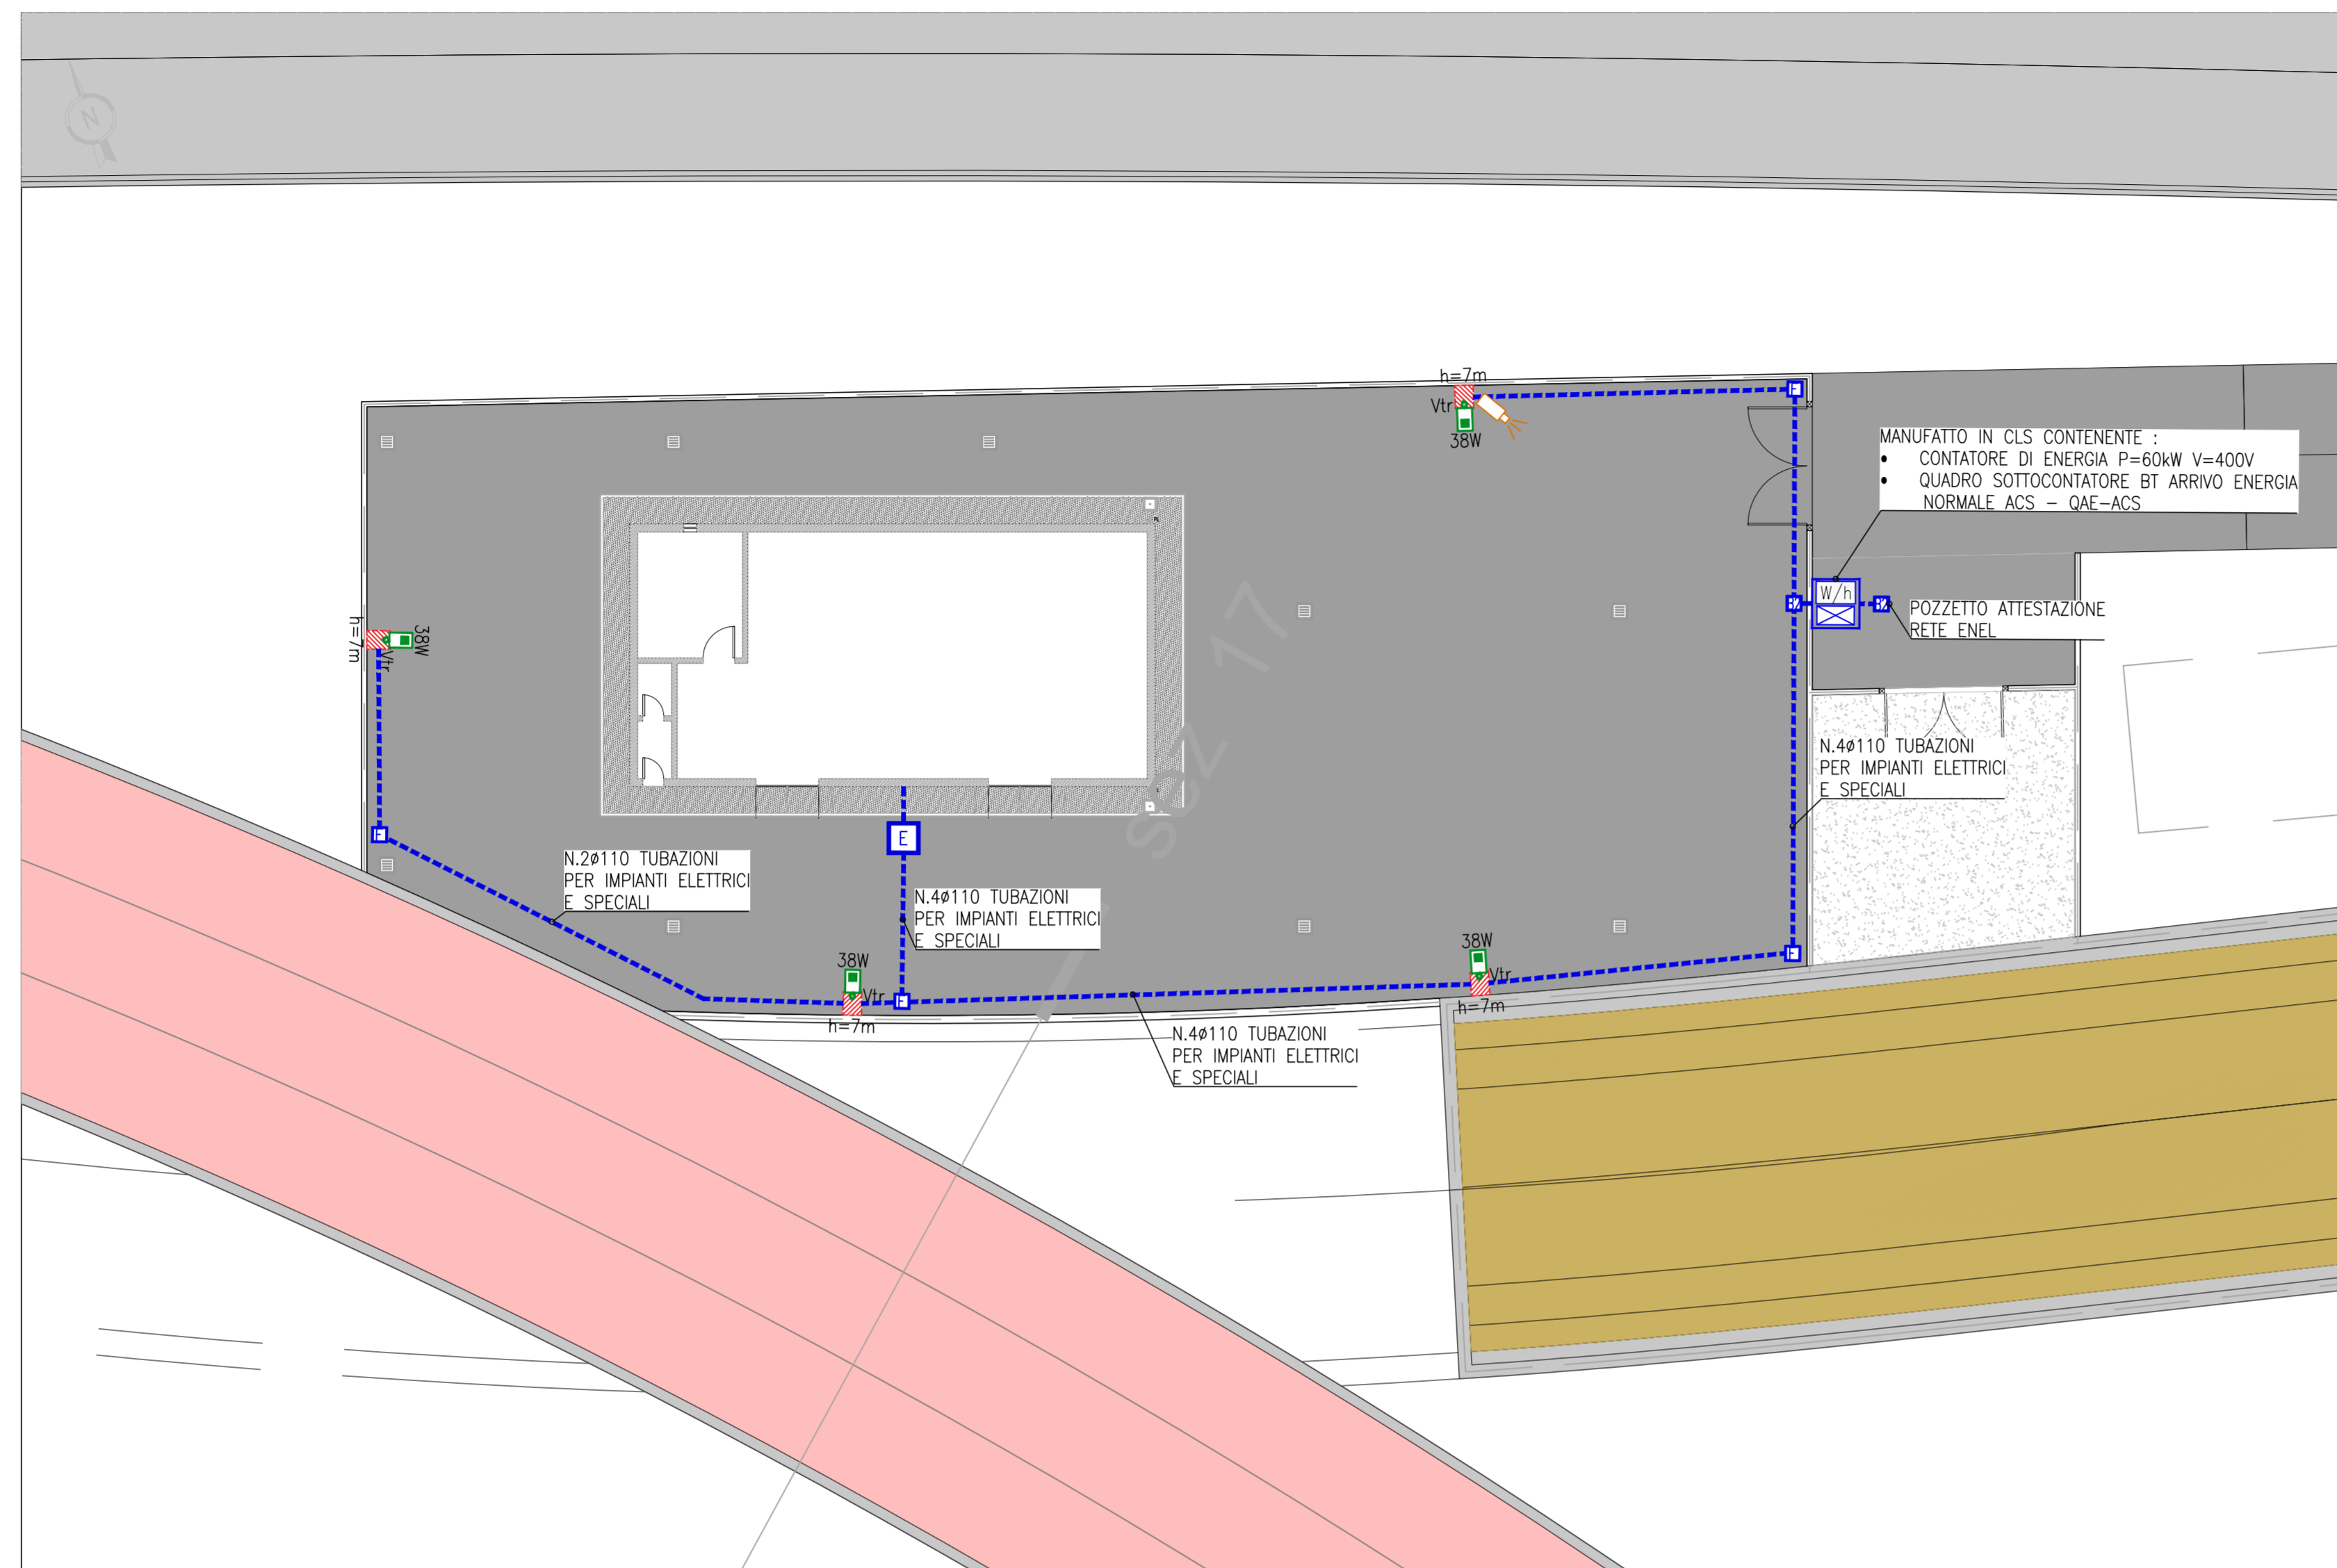 N
h=7m
Vtr
38W
MANUFATTO IN CLS CONTENENTE :
• CONTATORE DI ENERGIA P=60kW V=400V
• QUADRO SOTTOCONTATORE BT ARRIVO ENERGIA
NORMALE ACS – QAE–ACS
W/h
POZZETTO ATTESTAZIONE
RETE ENEL
h=7m
Vtr
38W
sez 17
N.4ø110 TUBAZIONI
PER IMPIANTI ELETTRICI
E SPECIALI
E
N.2ø110 TUBAZIONI
PER IMPIANTI ELETTRICI
E SPECIALI
N.4ø110 TUBAZIONI
PER IMPIANTI ELETTRICI
E SPECIALI
38W
Vtr
h=7m
38W
Vtr
h=7m
N.4ø110 TUBAZIONI
PER IMPIANTI ELETTRICI
E SPECIALI